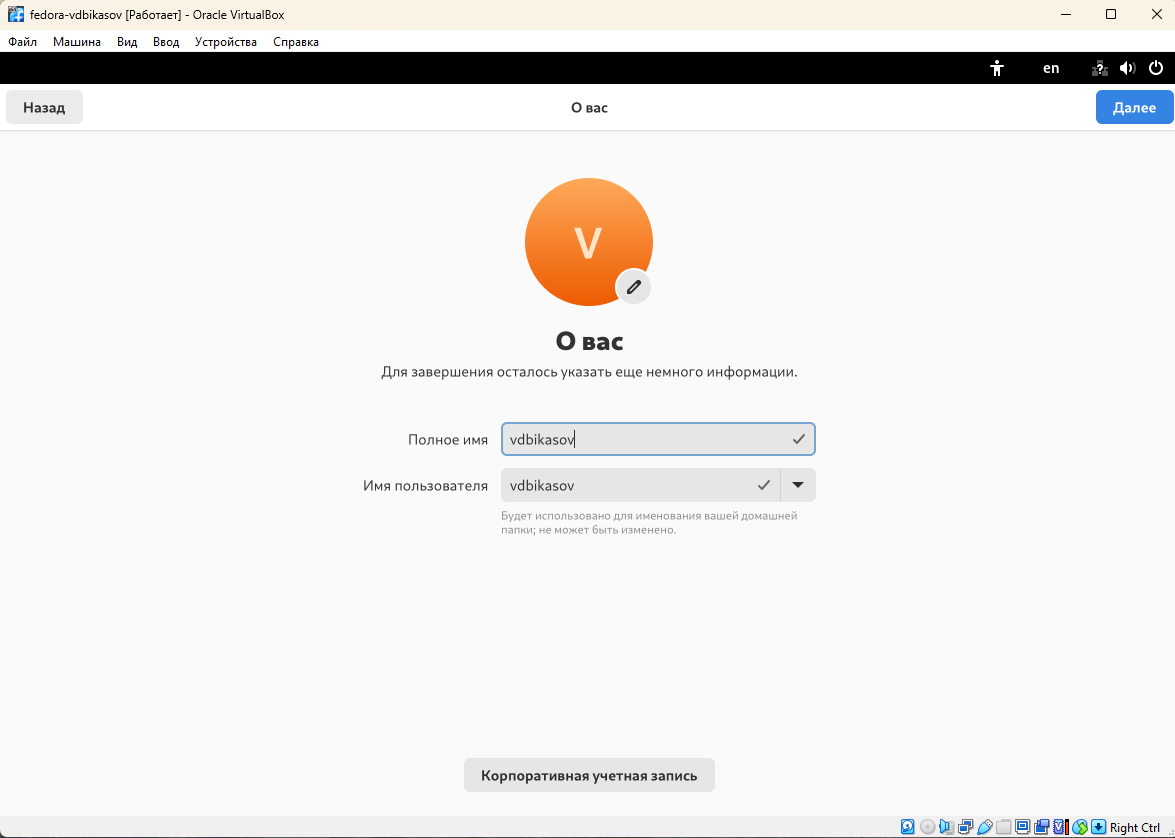 fedora-vdbikasov [Работает] - Oracle VirtualBox
Файл Машина Вид Ввод Устройства Справка
en
Назад О вас Далее
V
О вас
Для завершения осталось указать еще немного информации.
Полное имя vdbikasov
Имя пользователя vdbikasov
Будет использовано для именования вашей домашней
папки; не может быть изменено.
Корпоративная учетная запись
Right Ctrl